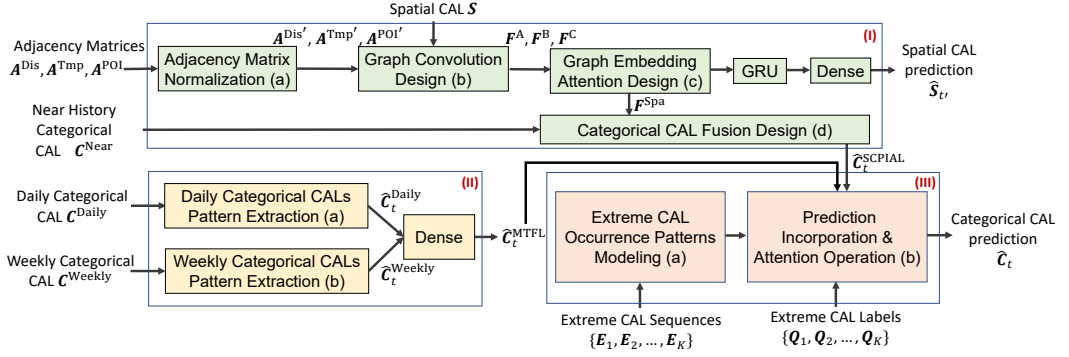 Spatial CAL S
(I)
Adjacency Matrices
A^Dis, A^Tmp, A^POI
Adjacency Matrix
Normalization (a)
A^Dis′, A^Tmp′, A^POI′
Graph Convolution
Design (b)
F^A, F^B, F^C
Graph Embedding
Attention Design (c)
GRU
Dense
Spatial CAL
prediction
Ŝ_t′
F^Spa
Near History
Categorical
CAL C^Near
Categorical CAL Fusion Design (d)
Ĉ_t^SCPIAL
(II)
Daily Categorical
CAL C^Daily
Daily Categorical CALs
Pattern Extraction (a)
Ĉ_t^Daily
Weekly Categorical
CAL C^Weekly
Weekly Categorical CALs
Pattern Extraction (b)
Ĉ_t^Weekly
Dense
Ĉ_t^MTFL
(III)
Extreme CAL
Occurrence Patterns
Modeling (a)
Prediction
Incorporation &
Attention Operation (b)
Categorical CAL
prediction
Ĉ_t
Extreme CAL Sequences
{E_1, E_2, ..., E_K}
Extreme CAL Labels
{Q_1, Q_2, ..., Q_K}